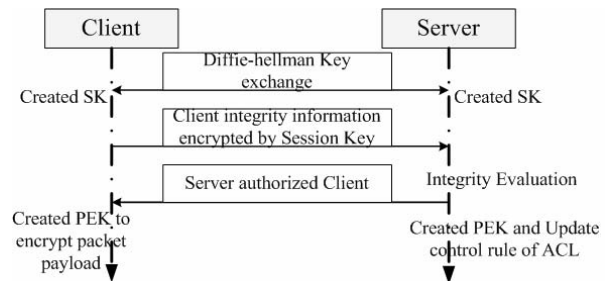 Client
Server
Diffie-hellman Key
exchange
Created SK
Created SK
Client integrity information
encrypted by Session Key
Server authorized Client
Integrity Evaluation
Created PEK to
encrypt packet
payload
Created PEK and Update
control rule of ACL